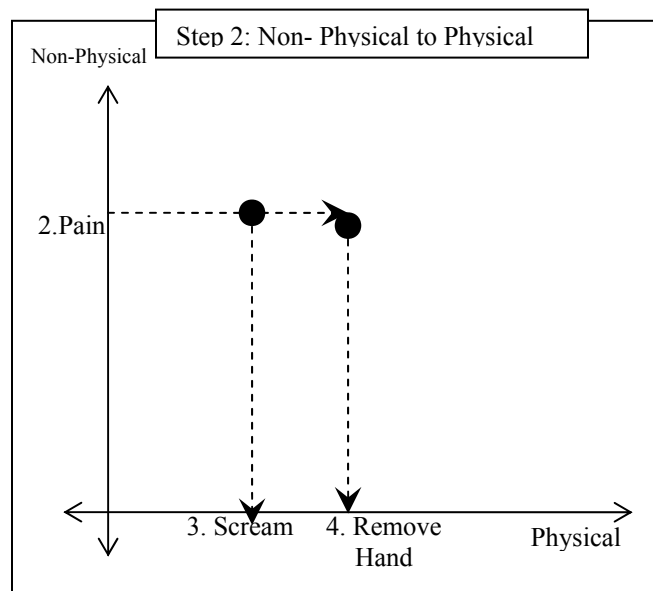 Step 2: Non- Physical to Physical
Non-Physical
2.Pain
3. Scream
4. Remove
Hand
Physical